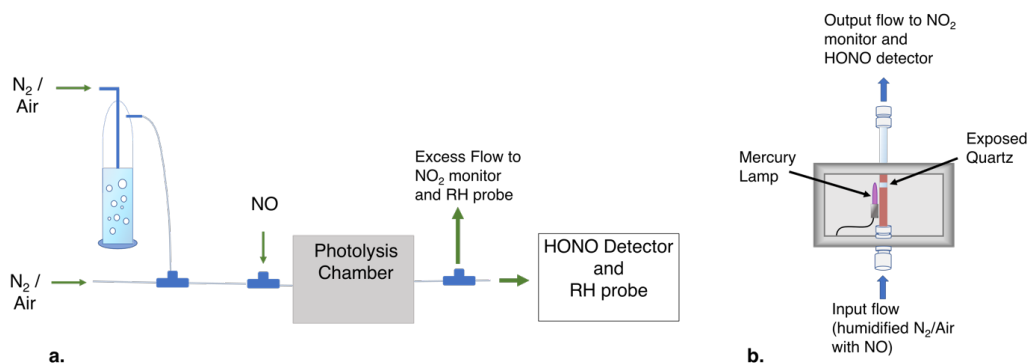 N₂ /
Air
NO
N₂ /
Air
Photolysis
Chamber
Excess Flow to
NO₂ monitor
and RH probe
HONO Detector
and
RH probe
a.
Output flow to NO₂
monitor and
HONO detector
Mercury
Lamp
Exposed
Quartz
Input flow
(humidified N₂/Air
with NO)
b.